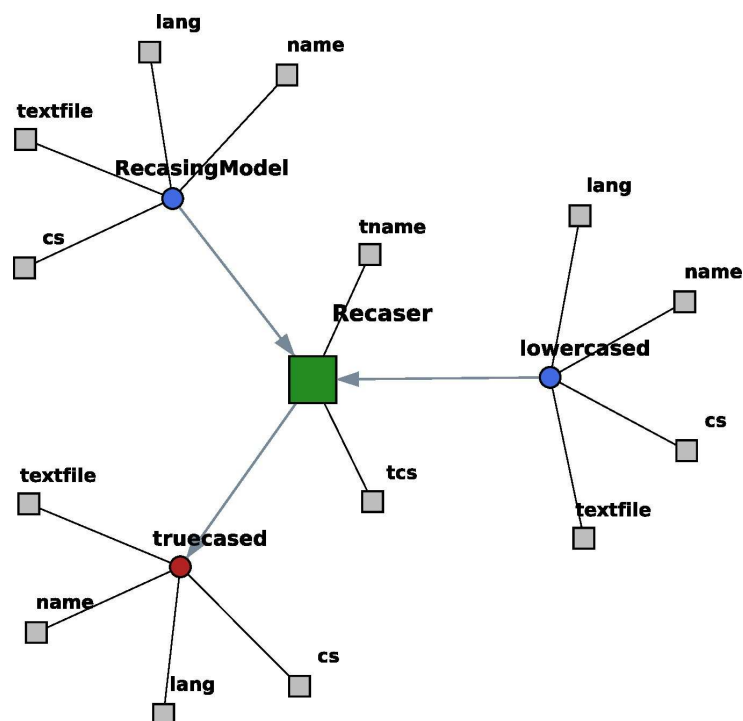 lang
name
textfile
RecasingModel
cs
lang
tname
name
Recaser
lowercased
cs
textfile
tcs
textfile
truecased
name
cs
lang